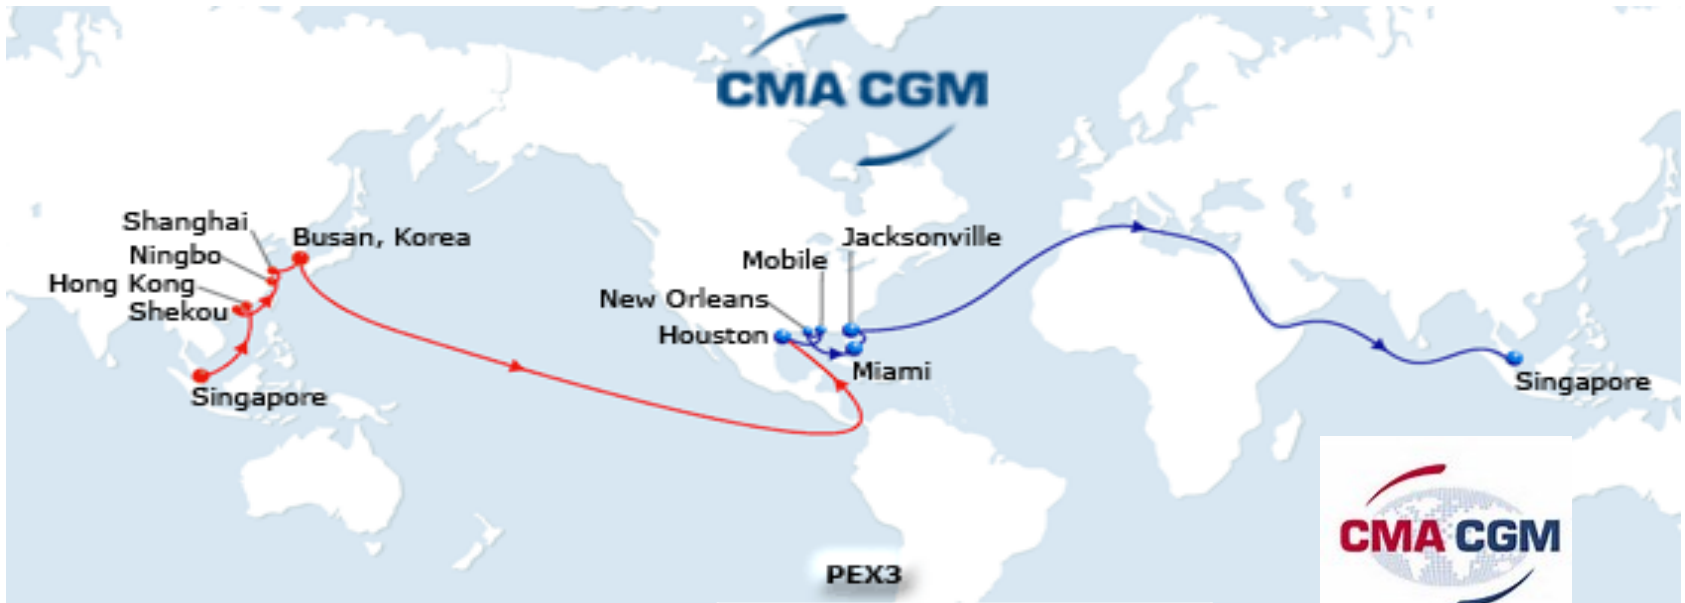 CMA CGM
Shanghai
Busan, Korea
Jacksonville
Ningbo
Mobile
Hong Kong
New Orleans
Shekou
Houston
Miami
Singapore
Singapore
CMA CGM
PEX3